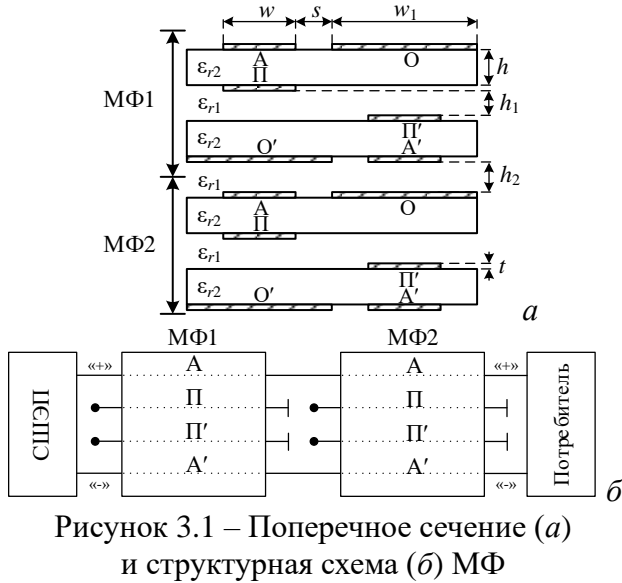 w s w₁
εr2 А О h
П
МФ1 εr1 h₁
εr2 П′
О′ А′
εr1 h₂
εr2 А О
П
МФ2 εr1 t
εr2 П′
О′ А′
а
МФ1 МФ2
«+» А А «+»
СШЭП П П Потребитель
П′ П′
«-» А′ А′ «-»
б
Рисунок 3.1 – Поперечное сечение (а)
и структурная схема (б) МФ